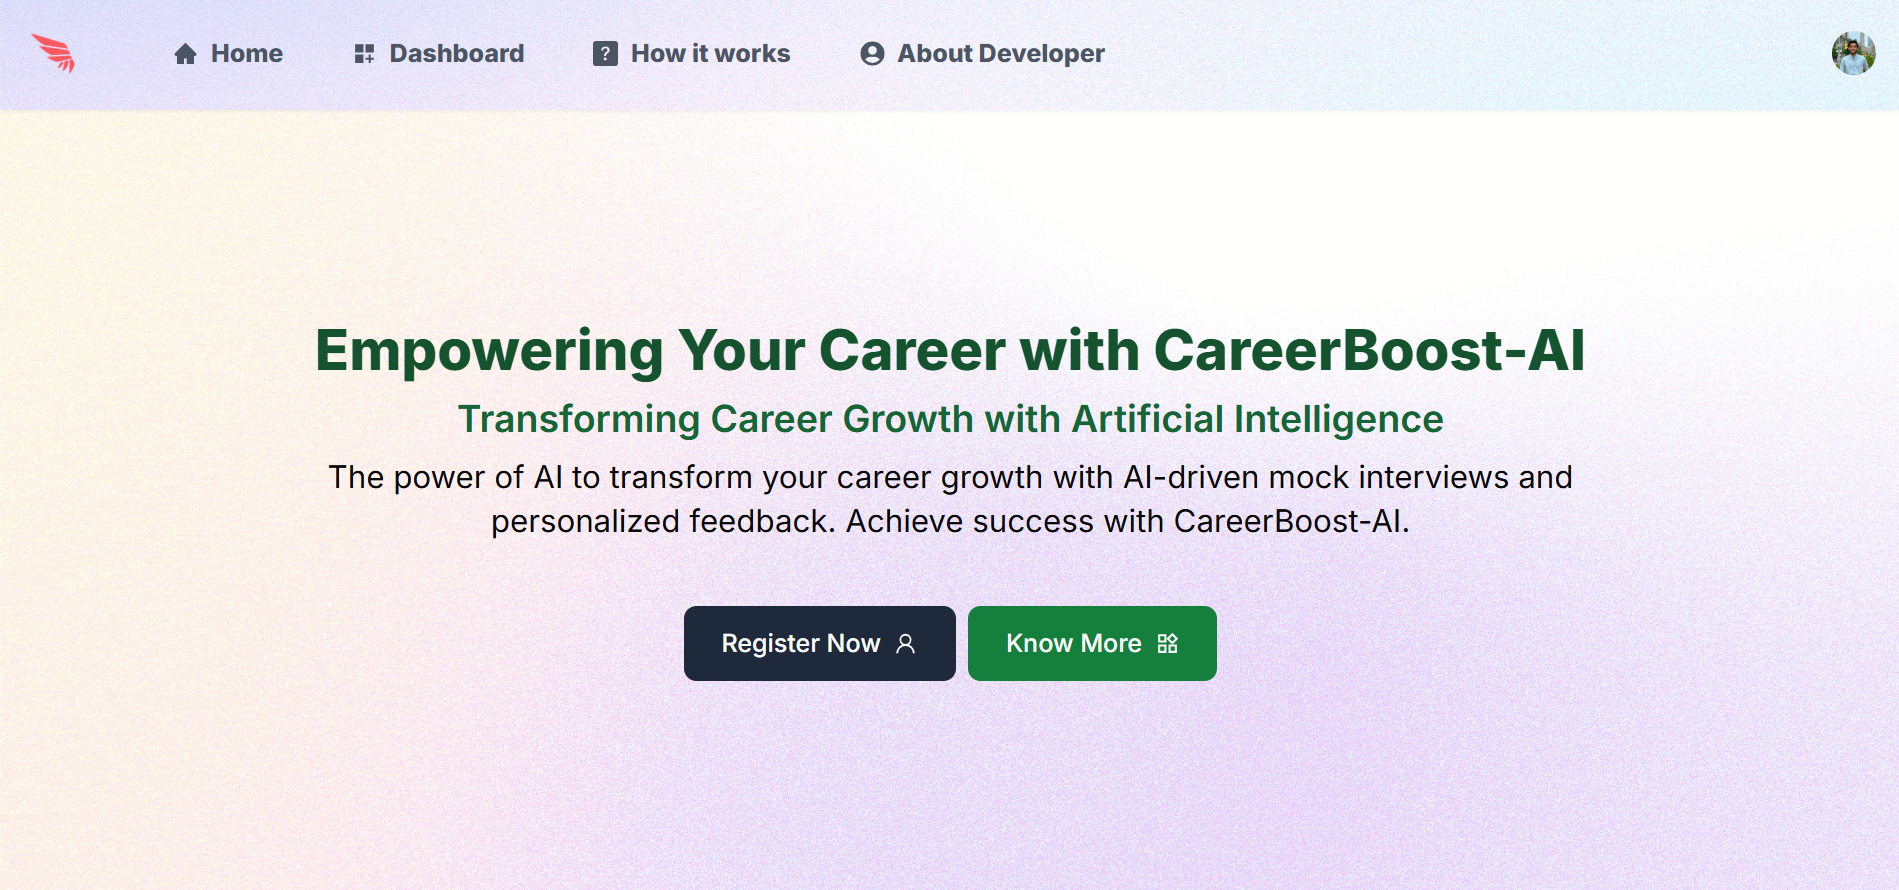 Home
Dashboard
How it works
About Developer
Empowering Your Career with CareerBoost-AI
Transforming Career Growth with Artificial Intelligence
The power of AI to transform your career growth with AI-driven mock interviews and
personalized feedback. Achieve success with CareerBoost-AI.
Register Now
Know More